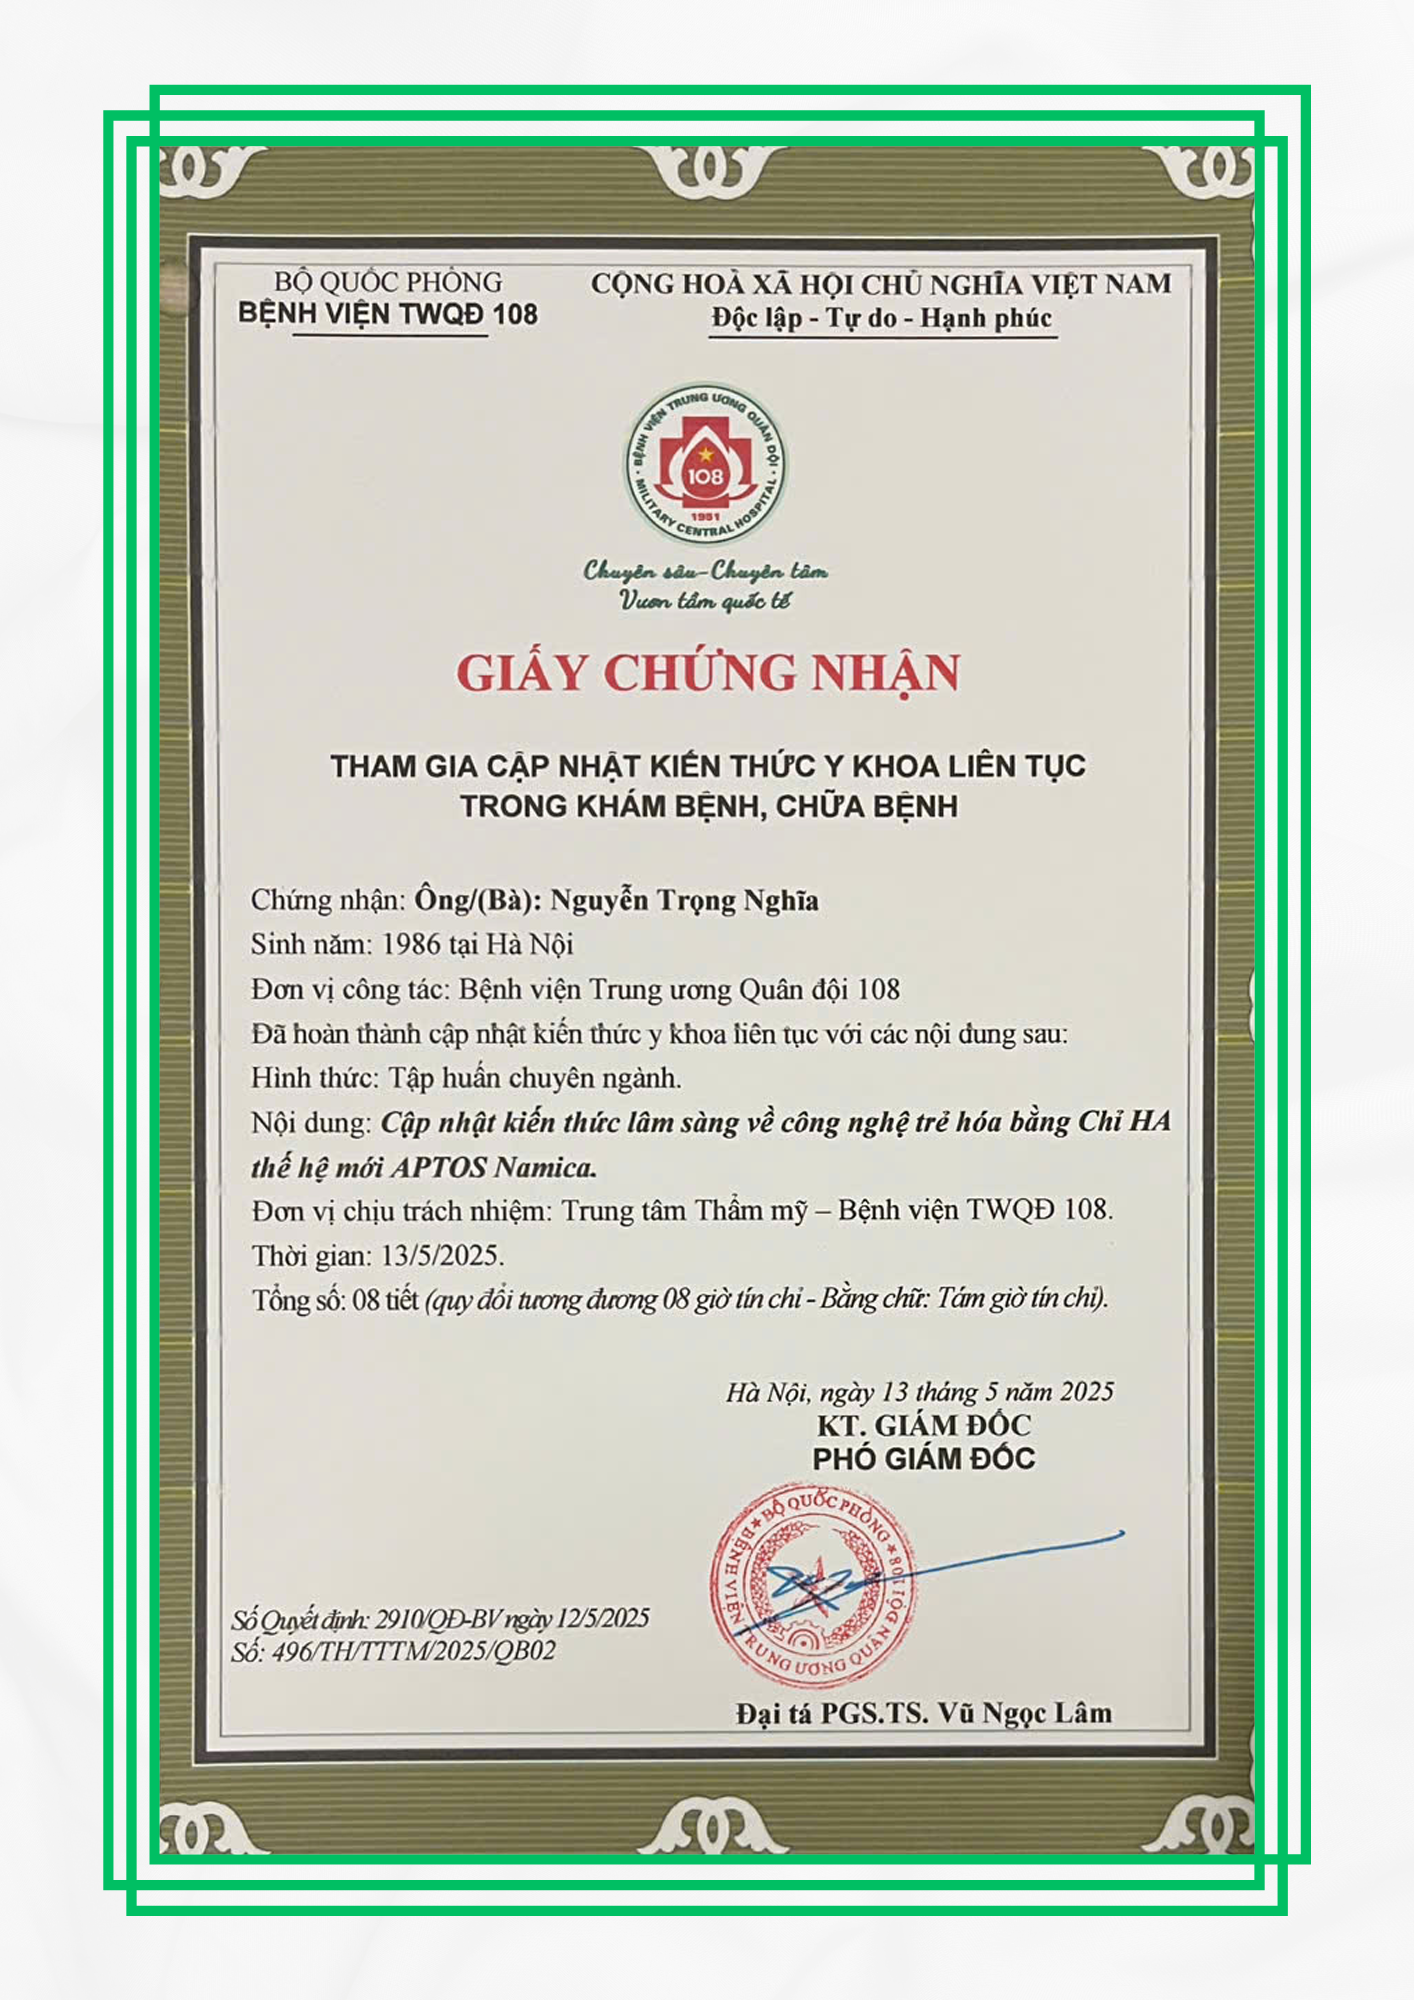 BỘ QUỐC PHÒNG
BỆNH VIỆN TWQĐ 108
CỘNG HOÀ XÃ HỘI CHỦ NGHĨA VIỆT NAM
Độc lập - Tự do - Hạnh phúc
BỆNH VIỆN TRUNG ƯƠNG QUÂN ĐỘI
108
1951
MILITARY CENTRAL HOSPITAL
Chuyên sâu-Chuyên tâm
Vươn tầm quốc tế
GIẤY CHỨNG NHẬN
THAM GIA CẬP NHẬT KIẾN THỨC Y KHOA LIÊN TỤC
TRONG KHÁM BỆNH, CHỮA BỆNH
Chứng nhận: Ông/(Bà): Nguyễn Trọng Nghĩa
Sinh năm: 1986 tại Hà Nội
Đơn vị công tác: Bệnh viện Trung ương Quân đội 108
Đã hoàn thành cập nhật kiến thức y khoa liên tục với các nội dung sau:
Hình thức: Tập huấn chuyên ngành.
Nội dung: Cập nhật kiến thức lâm sàng về công nghệ trẻ hóa bằng Chỉ HA
thế hệ mới APTOS Namica.
Đơn vị chịu trách nhiệm: Trung tâm Thẩm mỹ – Bệnh viện TWQĐ 108.
Thời gian: 13/5/2025.
Tổng số: 08 tiết (quy đổi tương đương 08 giờ tín chỉ - Bằng chữ: Tám giờ tín chỉ).
Hà Nội, ngày 13 tháng 5 năm 2025
KT. GIÁM ĐỐC
PHÓ GIÁM ĐỐC
BỘ QUỐC PHÒNG
BỆNH VIỆN TRUNG ƯƠNG QUÂN ĐỘI 108
Số Quyết định: 2910/QĐ-BV ngày 12/5/2025
Số: 496/TH/TTTM/2025/QB02
Đại tá PGS.TS. Vũ Ngọc Lâm